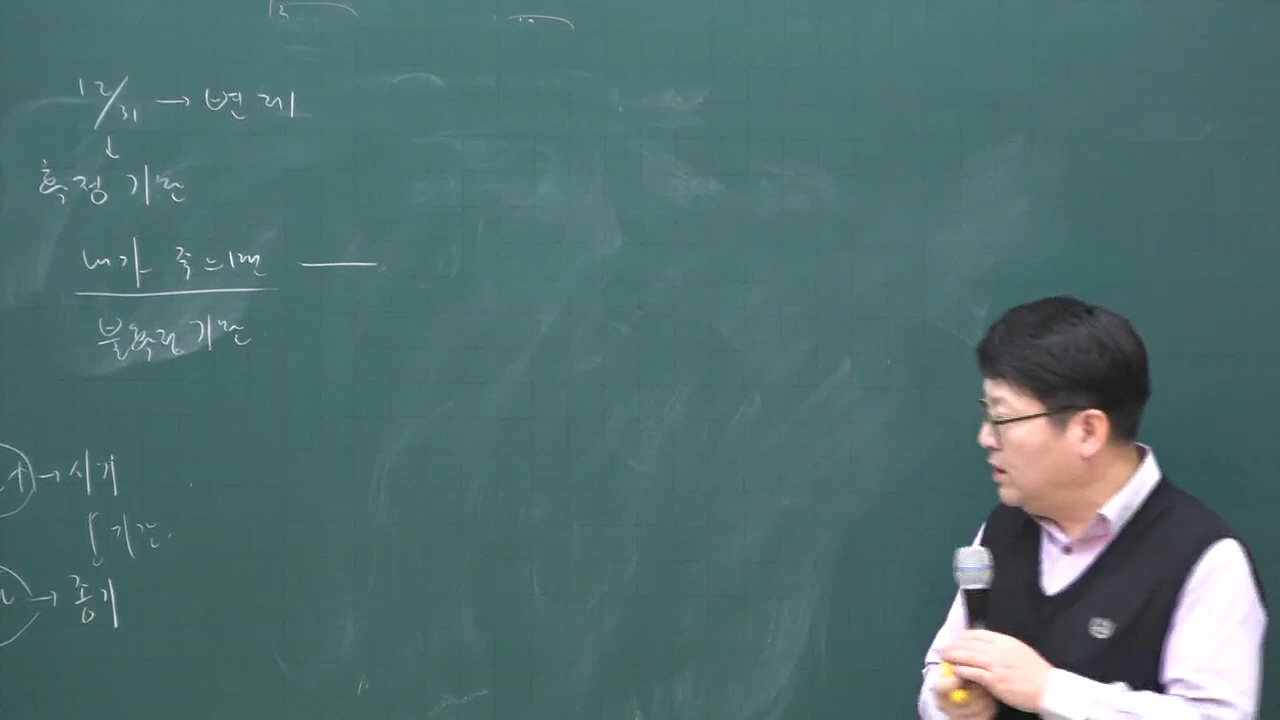 12/31 → 변제
↓
확정기한
내가 죽으면 ——
불확정기한
→ 시기
↓ 기간
→ 종기